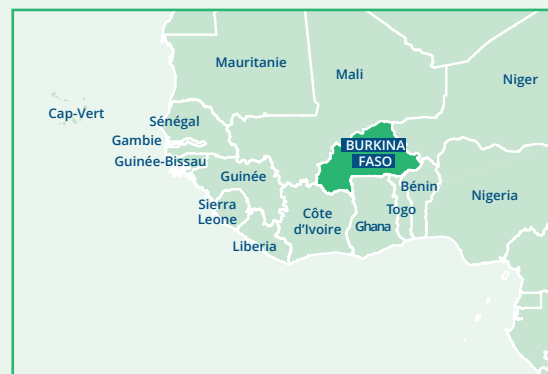 Mauritanie
Mali
Niger
Cap-Vert
Sénégal
Gambie
Guinée-Bissau
BURKINA
FASO
Guinée
Bénin
Nigeria
Sierra
Leone
Togo
Côte
d'Ivoire
Ghana
Liberia